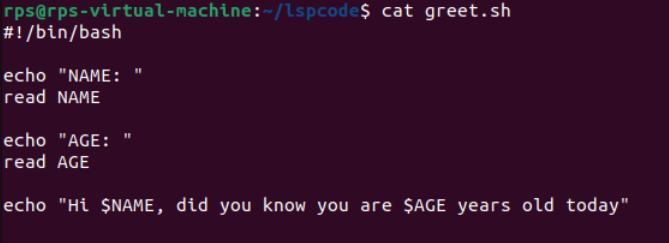 rps@rps-virtual-machine:~/lspcode$ cat greet.sh
#!/bin/bash
echo "NAME: "
read NAME
echo "AGE: "
read AGE
echo "Hi $NAME, did you know you are $AGE years old today"